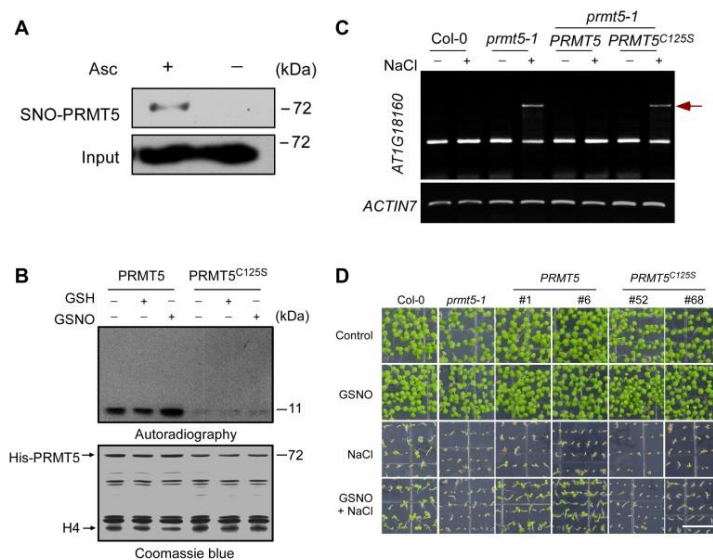 A
Asc + − (kDa)
SNO-PRMT5 −72
−72
Input
B
PRMT5 PRMT5C125S
GSH − + − − + −
GSNO − − + − − + (kDa)
−11
Autoradiography
His-PRMT5 −72
H4
Coomassie blue
C
prmt5-1
Col-0 prmt5-1 PRMT5 PRMT5C125S
NaCl − + − + − + − +
AT1G18160
ACTIN7
D
PRMT5 PRMT5C125S
Col-0 prmt5-1 #1 #6 #52 #68
Control
GSNO
NaCl
GSNO
+ NaCl